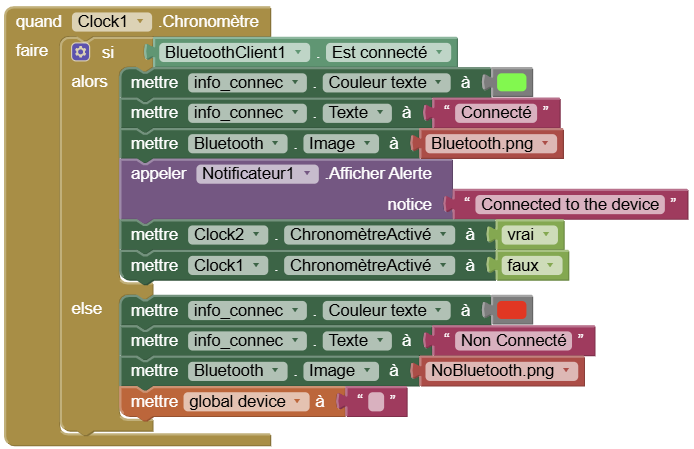 quand Clock1 .Chronomètre
faire si BluetoothClient1 . Est connecté
alors mettre info_connec . Couleur texte à
mettre info_connec . Texte à “ Connecté ”
mettre Bluetooth . Image à Bluetooth.png
appeler Notificateur1 .Afficher Alerte
notice “ Connected to the device ”
mettre Clock2 . ChronomètreActivé à vrai
mettre Clock1 . ChronomètreActivé à faux
else mettre info_connec . Couleur texte à
mettre info_connec . Texte à “ Non Connecté ”
mettre Bluetooth . Image à NoBluetooth.png
mettre global device à “ ”